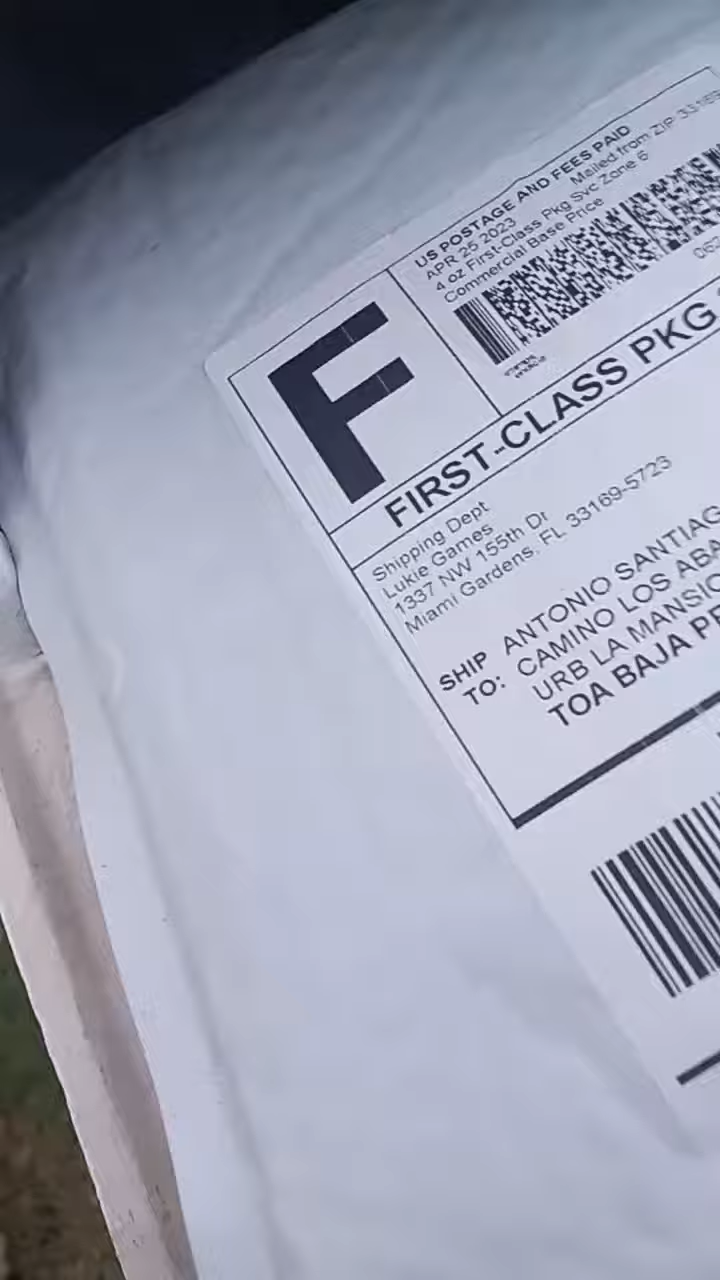 US POSTAGE AND FEES PAID
APR 25 2023
Mailed from ZIP 33169
4 oz First-Class Pkg Svc Zone 6
Commercial Base Price
062
F
FIRST-CLASS PKG
Shipping Dept
Lukie Games
1337 NW 155th Dr
Miami Gardens, FL 33169-5723
SHIP TO:
ANTONIO SANTIAG
CAMINO LOS ABA
URB LA MANSIO
TOA BAJA PR